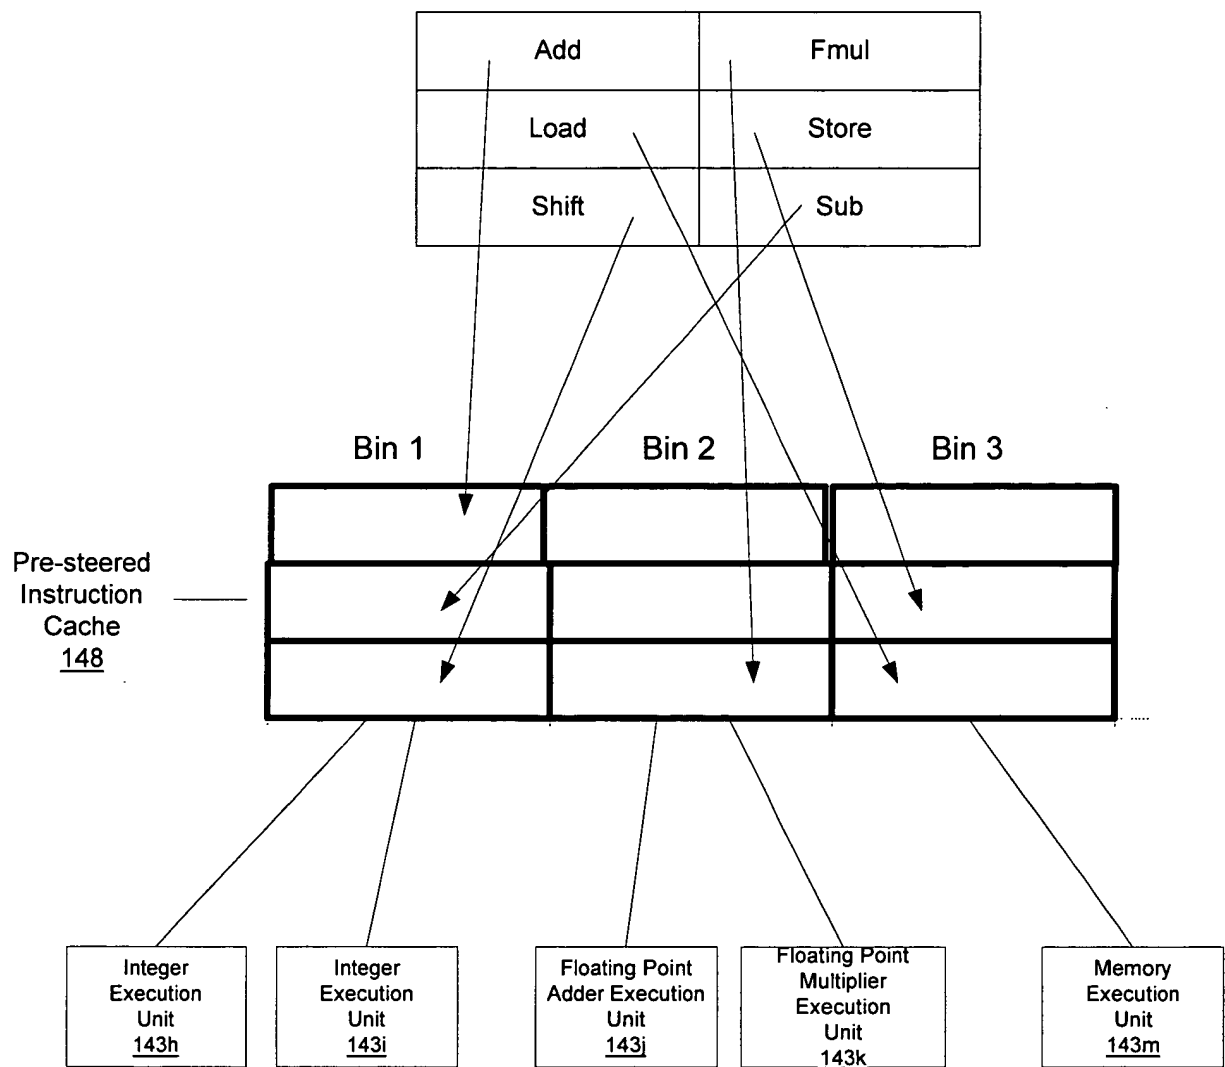 Add Fmul
Load Store
Shift Sub
Bin 1 Bin 2 Bin 3
Pre-steered
Instruction
Cache
148
Integer
Execution
Unit
143h
Integer
Execution
Unit
143i
Floating Point
Adder Execution
Unit
143j
Floating Point
Multiplier
Execution
Unit
143k
Memory
Execution
Unit
143m